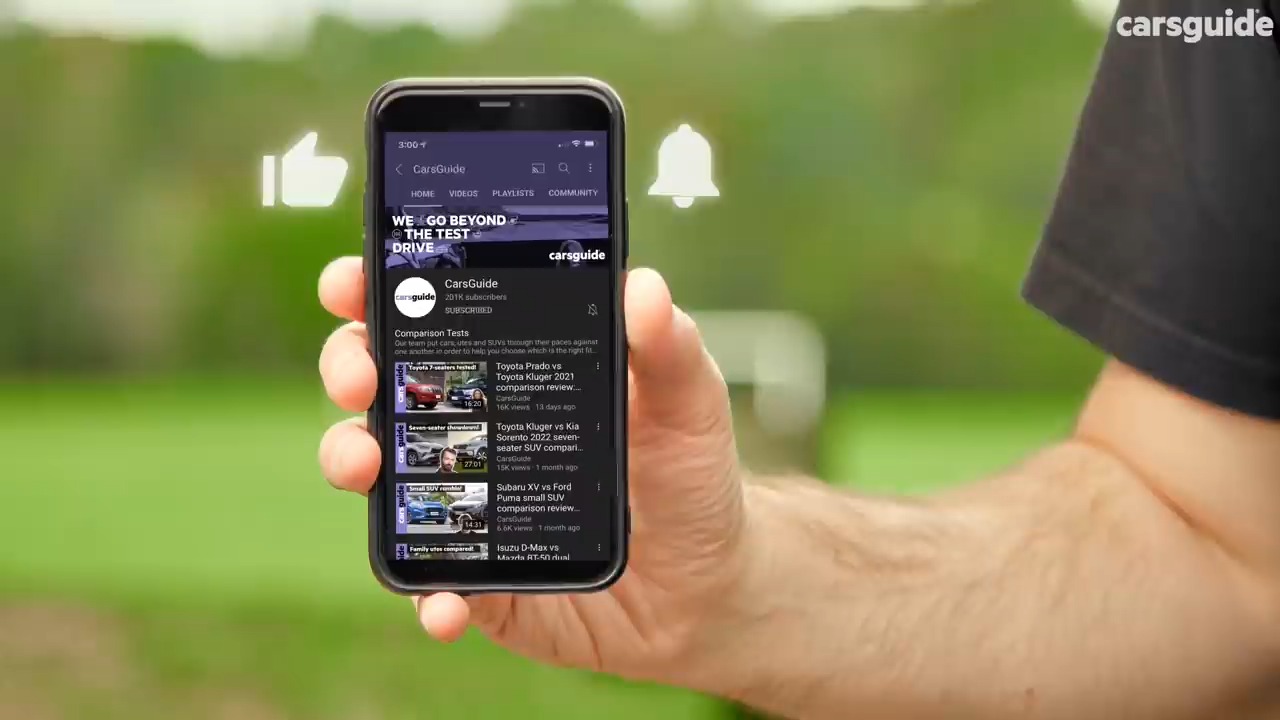 carsguide
3:00
CarsGuide
HOME VIDEOS PLAYLISTS COMMUNITY
WE GO BEYOND
THE TEST
DRIVE
carsguide
carsguide
CarsGuide
201K subscribers
SUBSCRIBED
Comparison Tests
Our team put cars, utes and SUVs through their paces against
one another in order to help you choose which is the right fit...
carsguide
Toyota 7-seaters tested!
16:20
Toyota Prado vs
Toyota Kluger 2021
comparison review:...
CarsGuide
16K views · 13 days ago
carsguide
Seven-seater showdown!
27:01
Toyota Kluger vs Kia
Sorento 2022 seven-
seater SUV compari...
CarsGuide
15K views · 1 month ago
carsguide
Small SUV rumble!
14:31
Subaru XV vs Ford
Puma small SUV
comparison review...
CarsGuide
6.6K views · 1 month ago
Family utes compared!
Isuzu D-Max vs
Mazda BT-50 dual